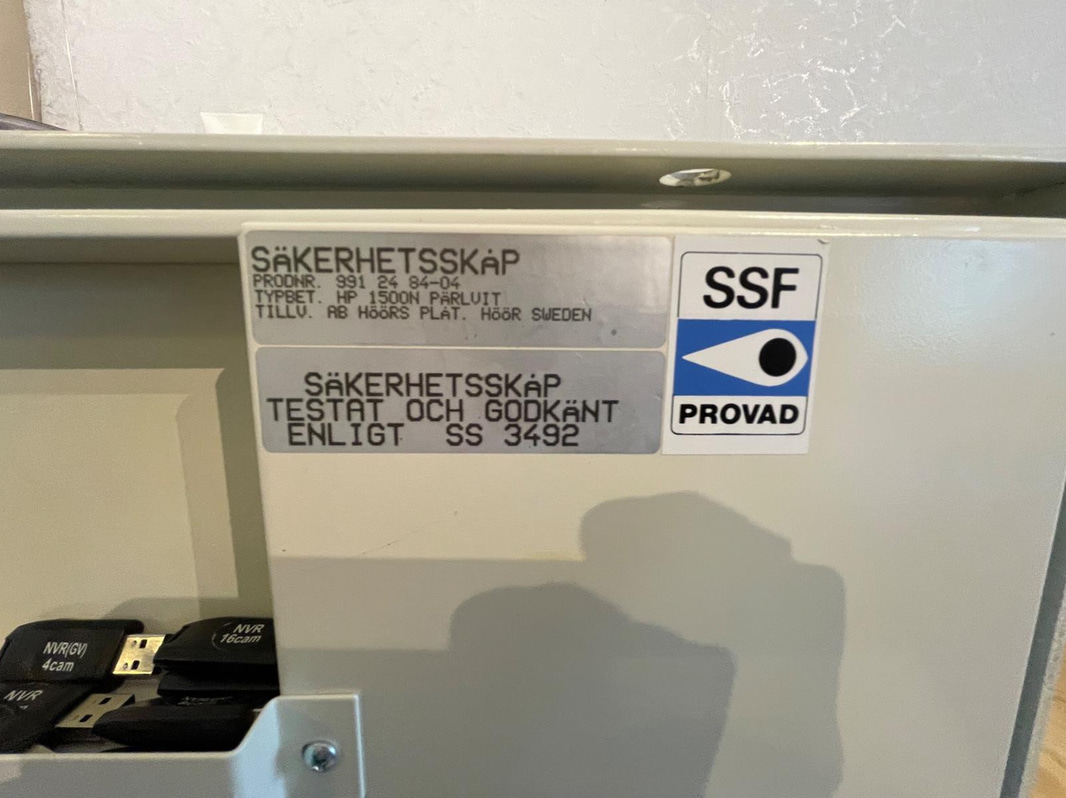 SÄKERHETSSKÅP
PRODNR. 991 24 84-04
TYPBET. HP 1500N PÄRLVIT
TILLV. AB HÖÖRS PLÅT. HÖÖR SWEDEN
SÄKERHETSSKÅP
TESTAT OCH GODKÄNT
ENLIGT SS 3492
SSF
PROVAD
NVR(GV)
4cam
NVR
16cam
NVR